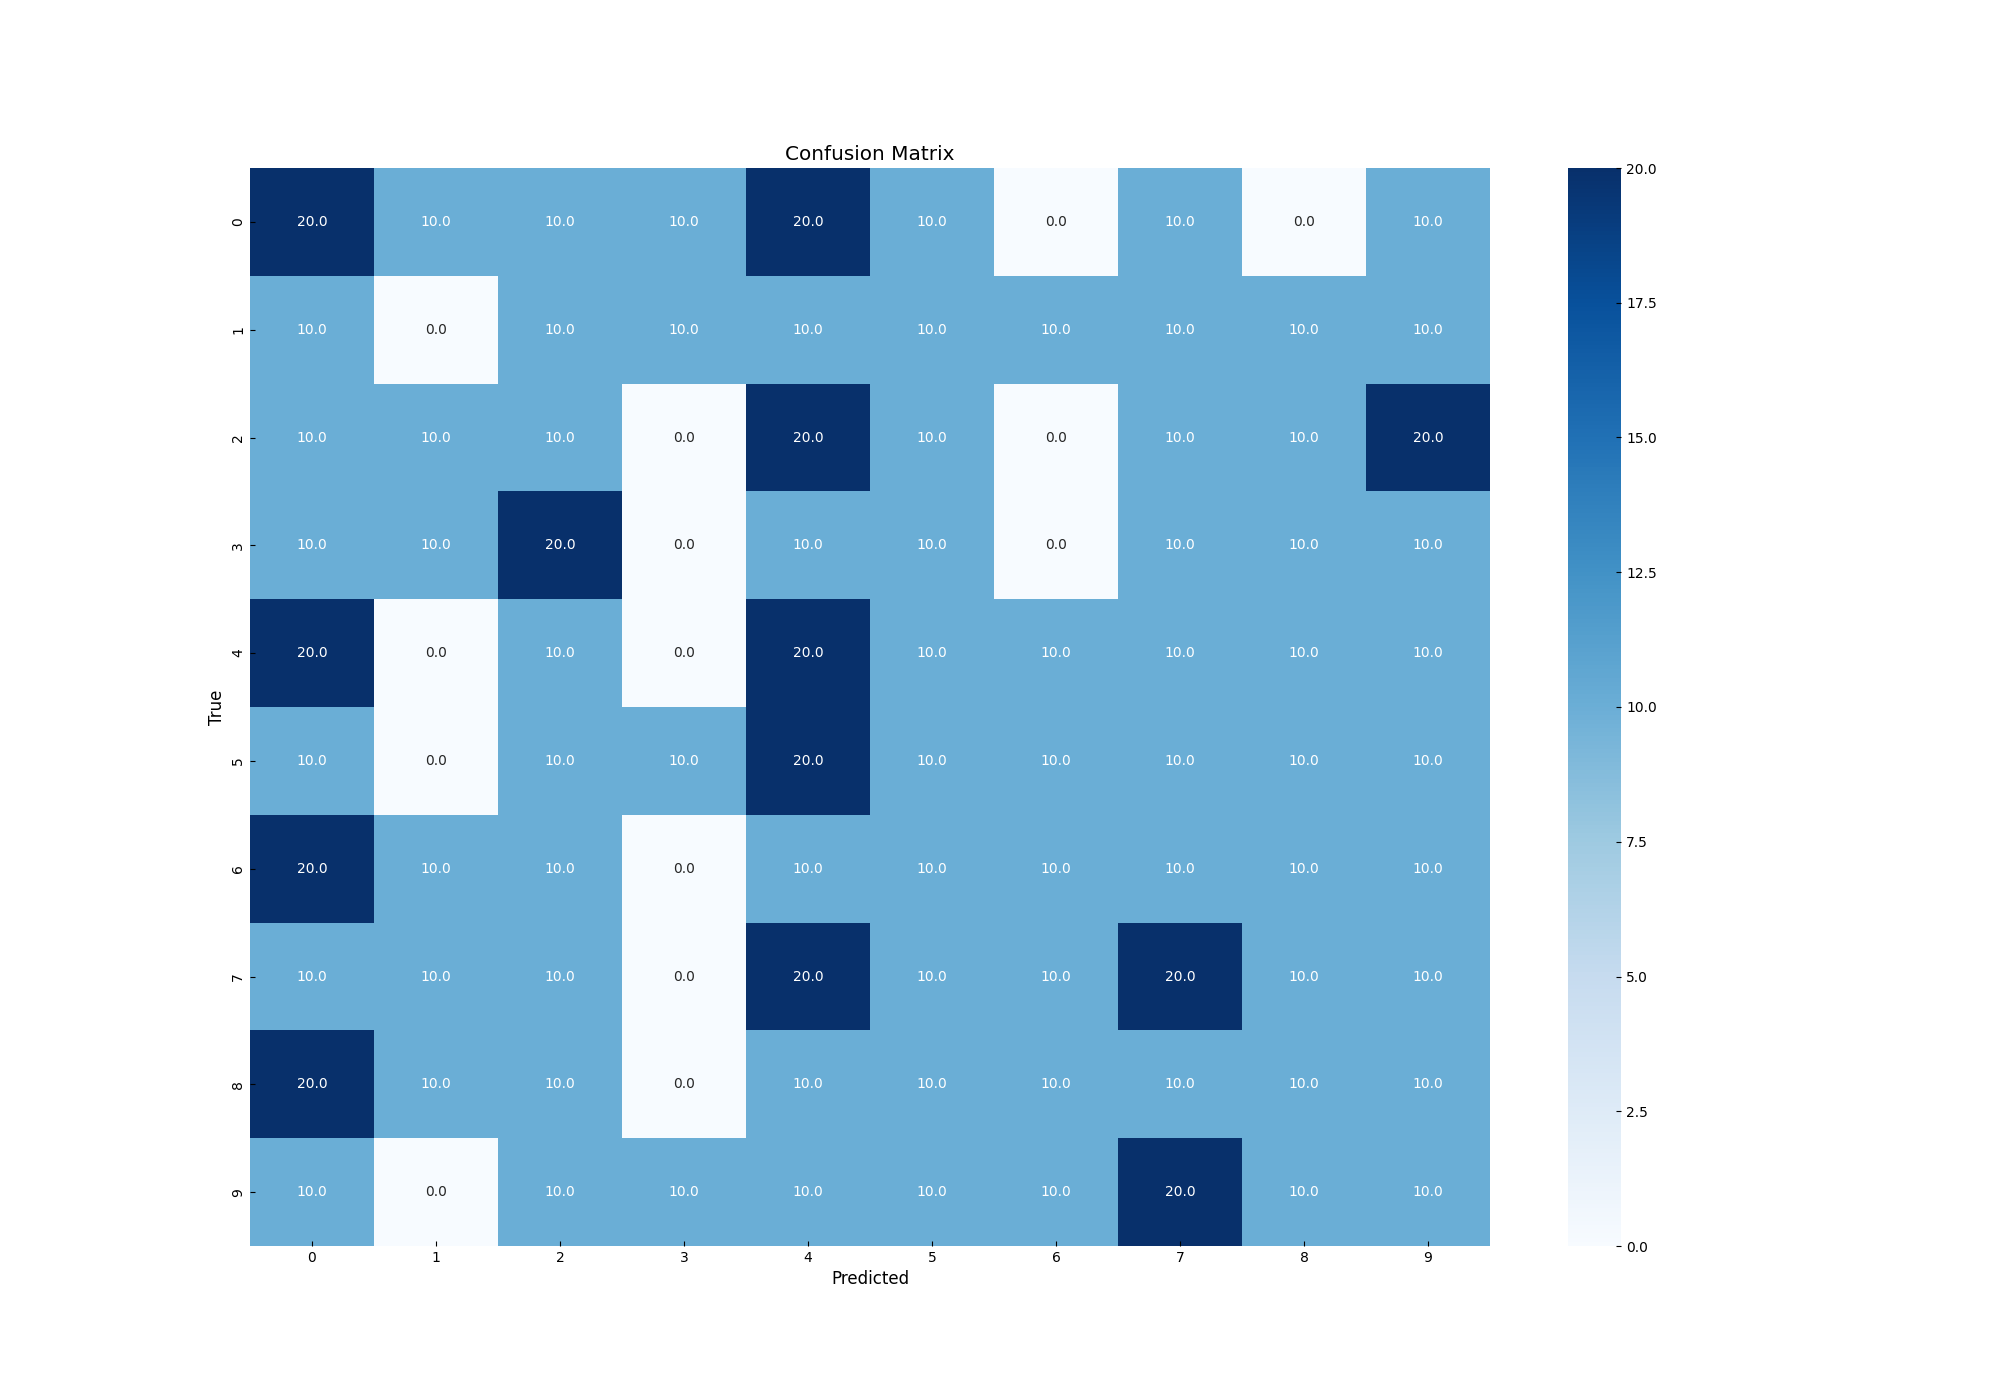 Confusion Matrix
0 20.0 10.0 10.0 10.0 20.0 10.0 0.0 10.0 0.0 10.0
1 10.0 0.0 10.0 10.0 10.0 10.0 10.0 10.0 10.0 10.0
2 10.0 10.0 10.0 0.0 20.0 10.0 0.0 10.0 10.0 20.0
3 10.0 10.0 20.0 0.0 10.0 10.0 0.0 10.0 10.0 10.0
4 20.0 0.0 10.0 0.0 20.0 10.0 10.0 10.0 10.0 10.0
5 10.0 0.0 10.0 10.0 20.0 10.0 10.0 10.0 10.0 10.0
6 20.0 10.0 10.0 0.0 10.0 10.0 10.0 10.0 10.0 10.0
7 10.0 10.0 10.0 0.0 20.0 10.0 10.0 20.0 10.0 10.0
8 20.0 10.0 10.0 0.0 10.0 10.0 10.0 10.0 10.0 10.0
9 10.0 0.0 10.0 10.0 10.0 10.0 10.0 20.0 10.0 10.0
0 1 2 3 4 5 6 7 8 9
Predicted
True
20.0
17.5
15.0
12.5
10.0
7.5
5.0
2.5
0.0